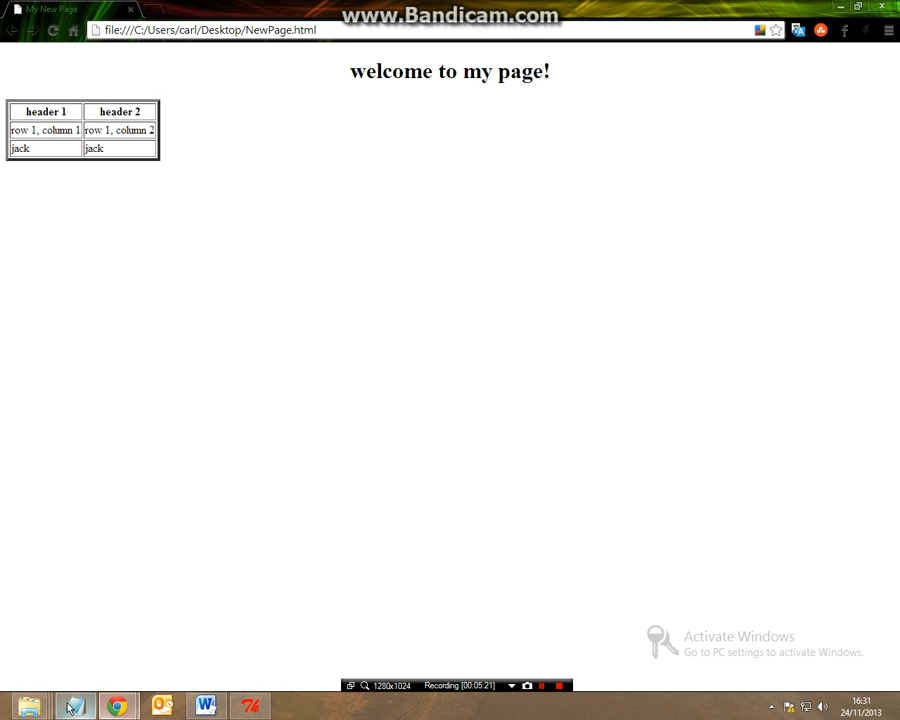 My New Page
www.Bandicam.com
file:///C:/Users/carl/Desktop/NewPage.html
welcome to my page!
header 1 header 2
row 1, column 1 row 1, column 2
jack jack
Activate Windows
Go to PC settings to activate Windows.
1280x1024 Recording [00:05:21]
16:31
24/11/2013